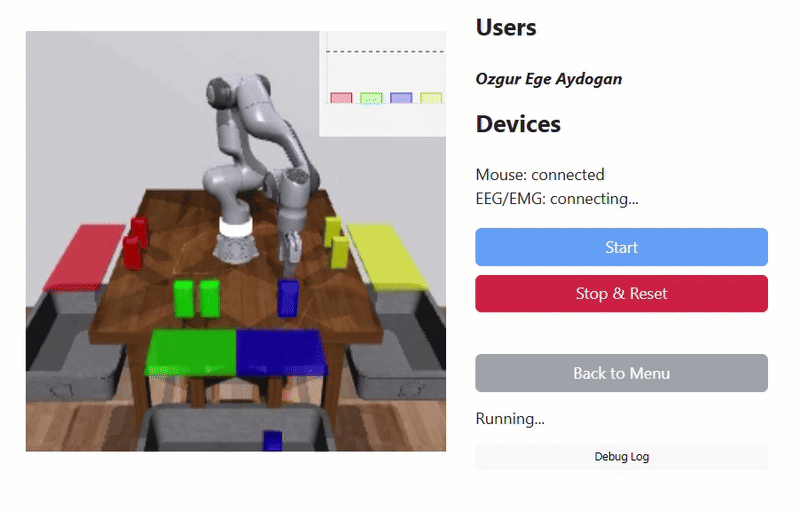 Users
Ozgur Ege Aydogan
Devices
Mouse: connected
EEG/EMG: connecting...
Start
Stop & Reset
Back to Menu
Running...
Debug Log